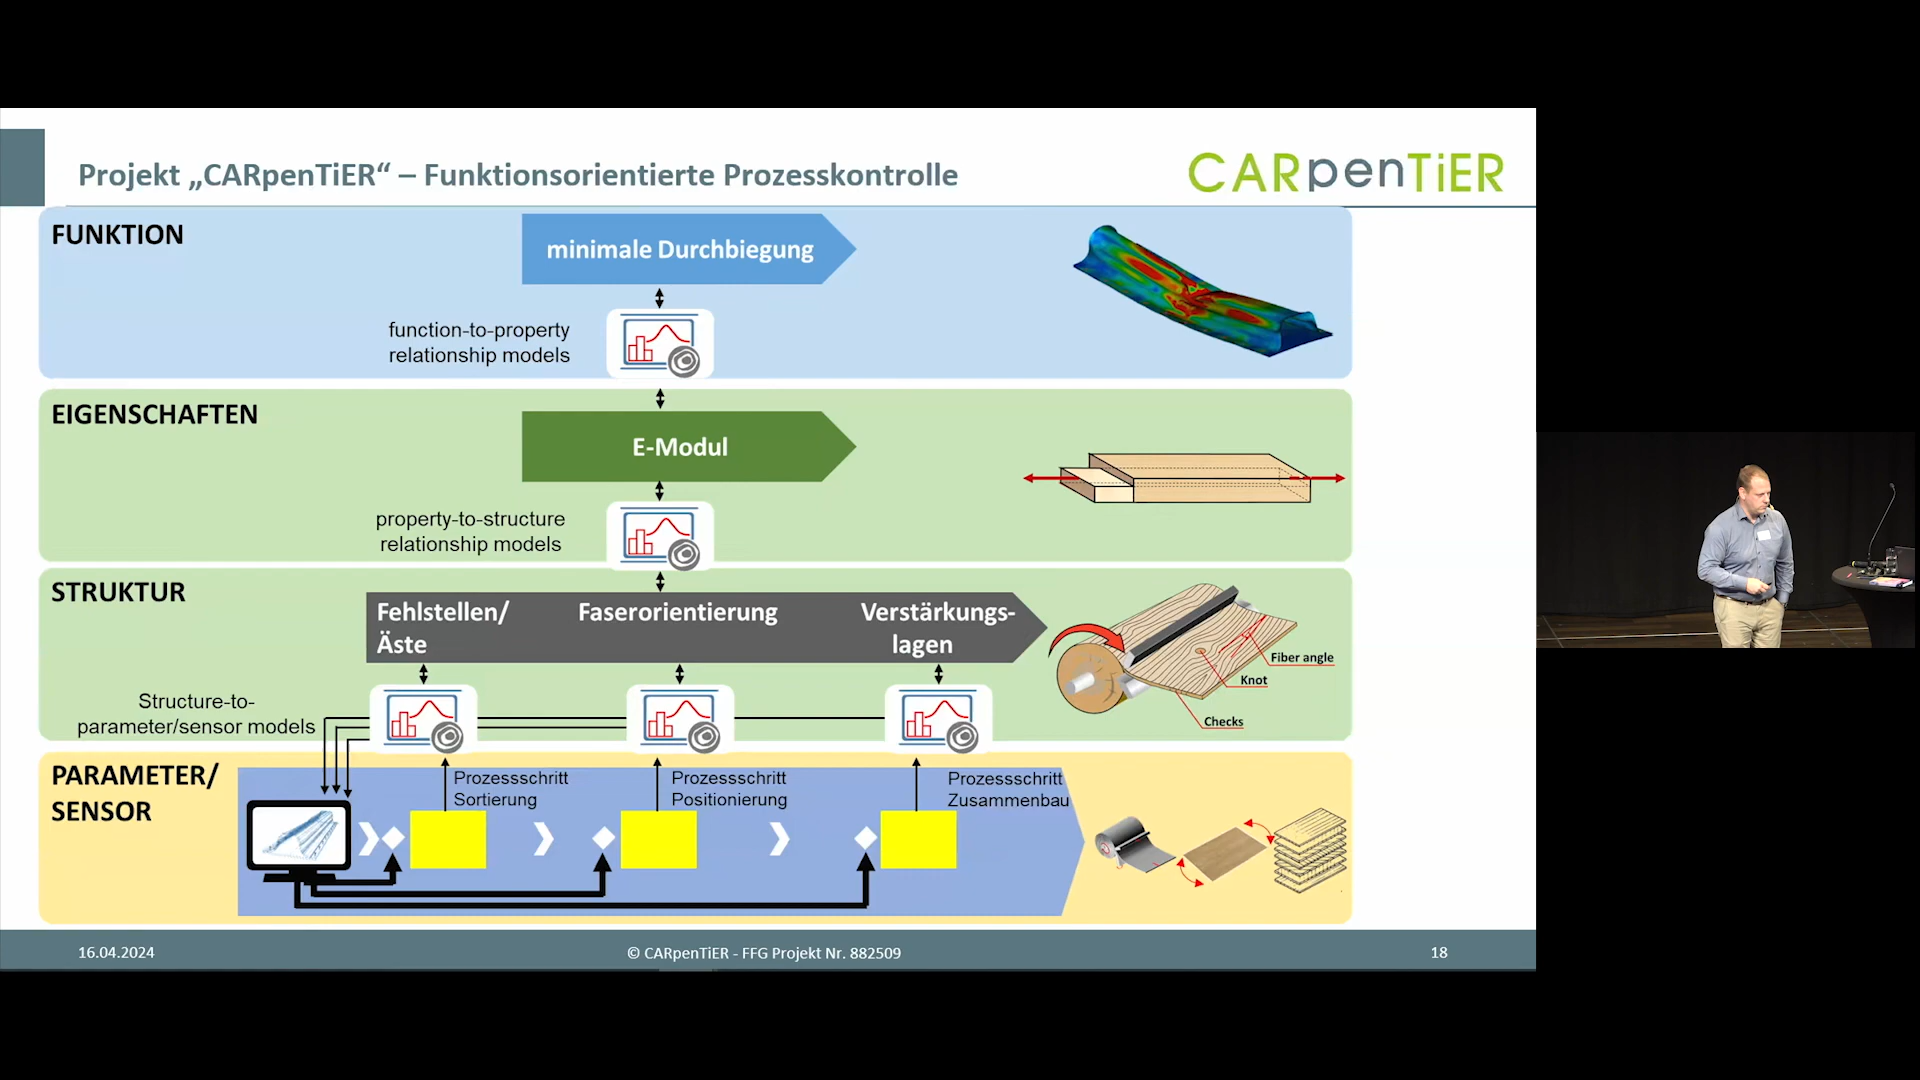 Projekt „CARpenTiER“ – Funktionsorientierte Prozesskontrolle
CARpenTiER
FUNKTION
minimale Durchbiegung
function-to-property
relationship models
EIGENSCHAFTEN
E-Modul
property-to-structure
relationship models
STRUKTUR
Fehlstellen/
Äste
Faserorientierung
Verstärkungs-
lagen
Fiber angle
Knot
Checks
Structure-to-
parameter/sensor models
PARAMETER/
SENSOR
Prozessschritt
Sortierung
Prozessschritt
Positionierung
Prozessschritt
Zusammenbau
16.04.2024
© CARpenTiER - FFG Projekt Nr. 882509
18